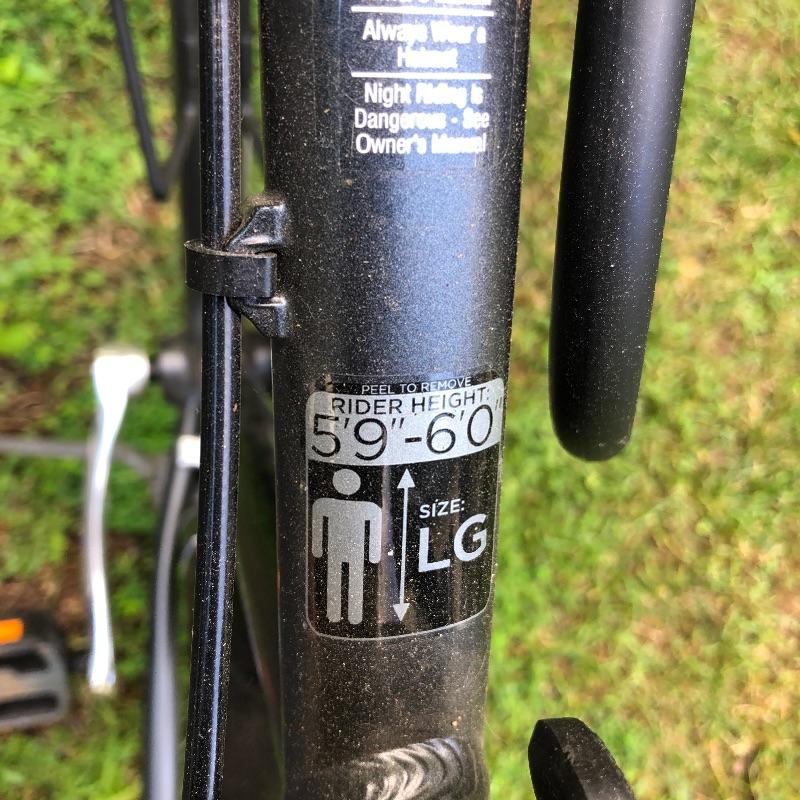 Always Wear a
Helmet
Night Riding is
Dangerous - See
Owner's Manual
PEEL TO REMOVE
RIDER HEIGHT:
5'9"-6'0"
SIZE:
LG